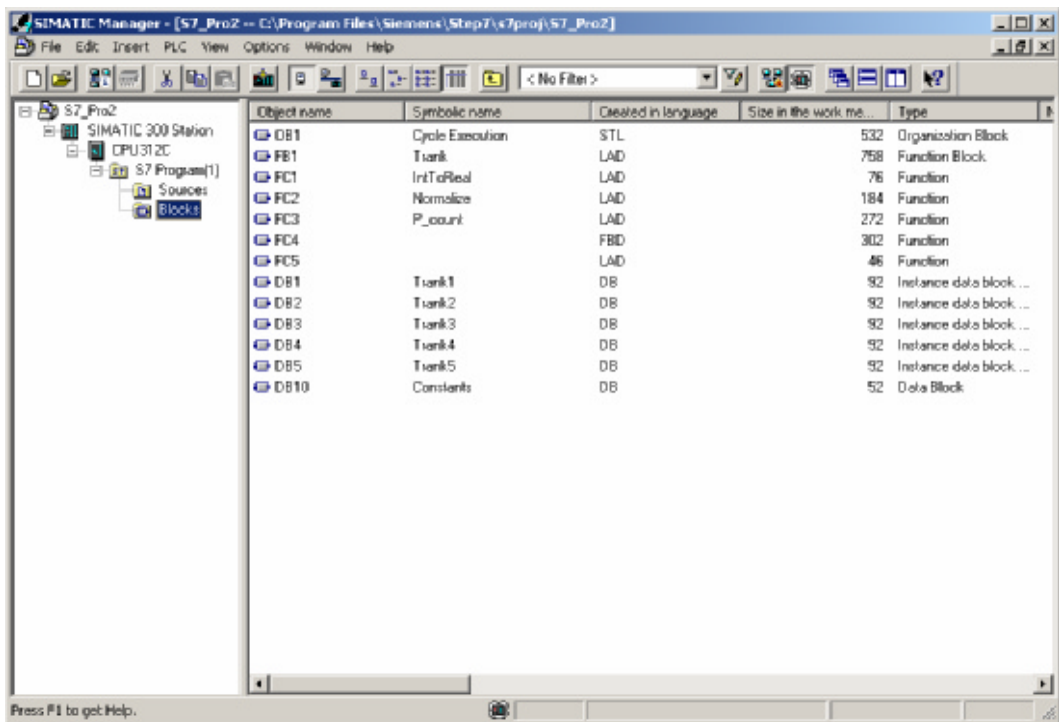 SIMATIC Manager - [S7_Pro2 -- C:\Program Files\Siemens\Step7\s7proj\S7_Pro2]
File Edit Insert PLC View Options Window Help
< No Filter >
S7_Pro2
SIMATIC 300 Station
CPU312C
S7 Program(1)
Sources
Blocks
Object name Symbolic name Created in language Size in the work me... Type
OB1 Cycle Execution STL 532 Organization Block
FB1 Trank LAD 758 Function Block
FC1 IntToReal LAD 76 Function
FC2 Normalize LAD 184 Function
FC3 P_count LAD 272 Function
FC4 FBD 302 Function
FC5 LAD 46 Function
DB1 Trank1 DB 92 Instance data block ...
DB2 Trank2 DB 92 Instance data block ...
DB3 Trank3 DB 92 Instance data block ...
DB4 Trank4 DB 92 Instance data block ...
DB5 Trank5 DB 92 Instance data block ...
DB10 Constants DB 52 Data Block
Press F1 to get Help.